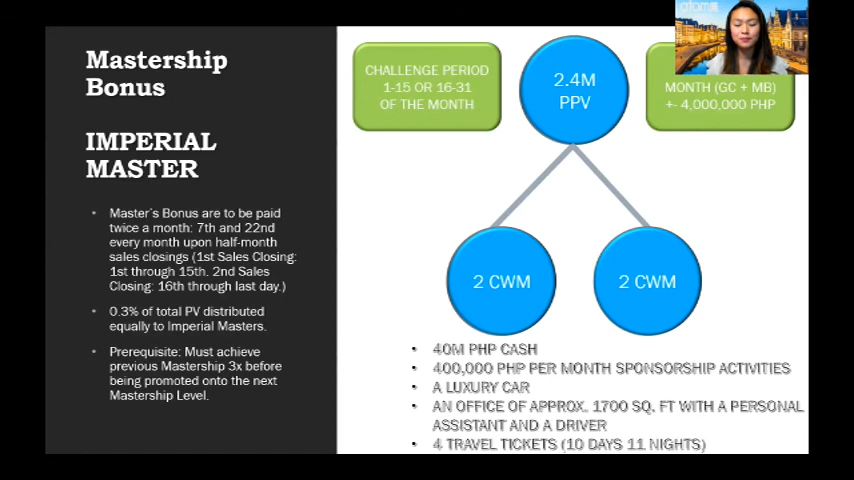 Mastership
Bonus
IMPERIAL
MASTER
• Master's Bonus are to be paid
twice a month: 7th and 22nd
every month upon half-month
sales closings (1st Sales Closing:
1st through 15th. 2nd Sales
Closing: 16th through last day.)
• 0.3% of total PV distributed
equally to Imperial Masters.
• Prerequisite: Must achieve
previous Mastership 3x before
being promoted onto the next
Mastership Level.
CHALLENGE PERIOD
1-15 OR 16-31
OF THE MONTH
2.4M
PPV
MONTH (GC + MB)
+- 4,000,000 PHP
2 CWM
2 CWM
• 40M PHP CASH
• 400,000 PHP PER MONTH SPONSORSHIP ACTIVITIES
• A LUXURY CAR
• AN OFFICE OF APPROX. 1700 SQ. FT WITH A PERSONAL
ASSISTANT AND A DRIVER
• 4 TRAVEL TICKETS (10 DAYS 11 NIGHTS)